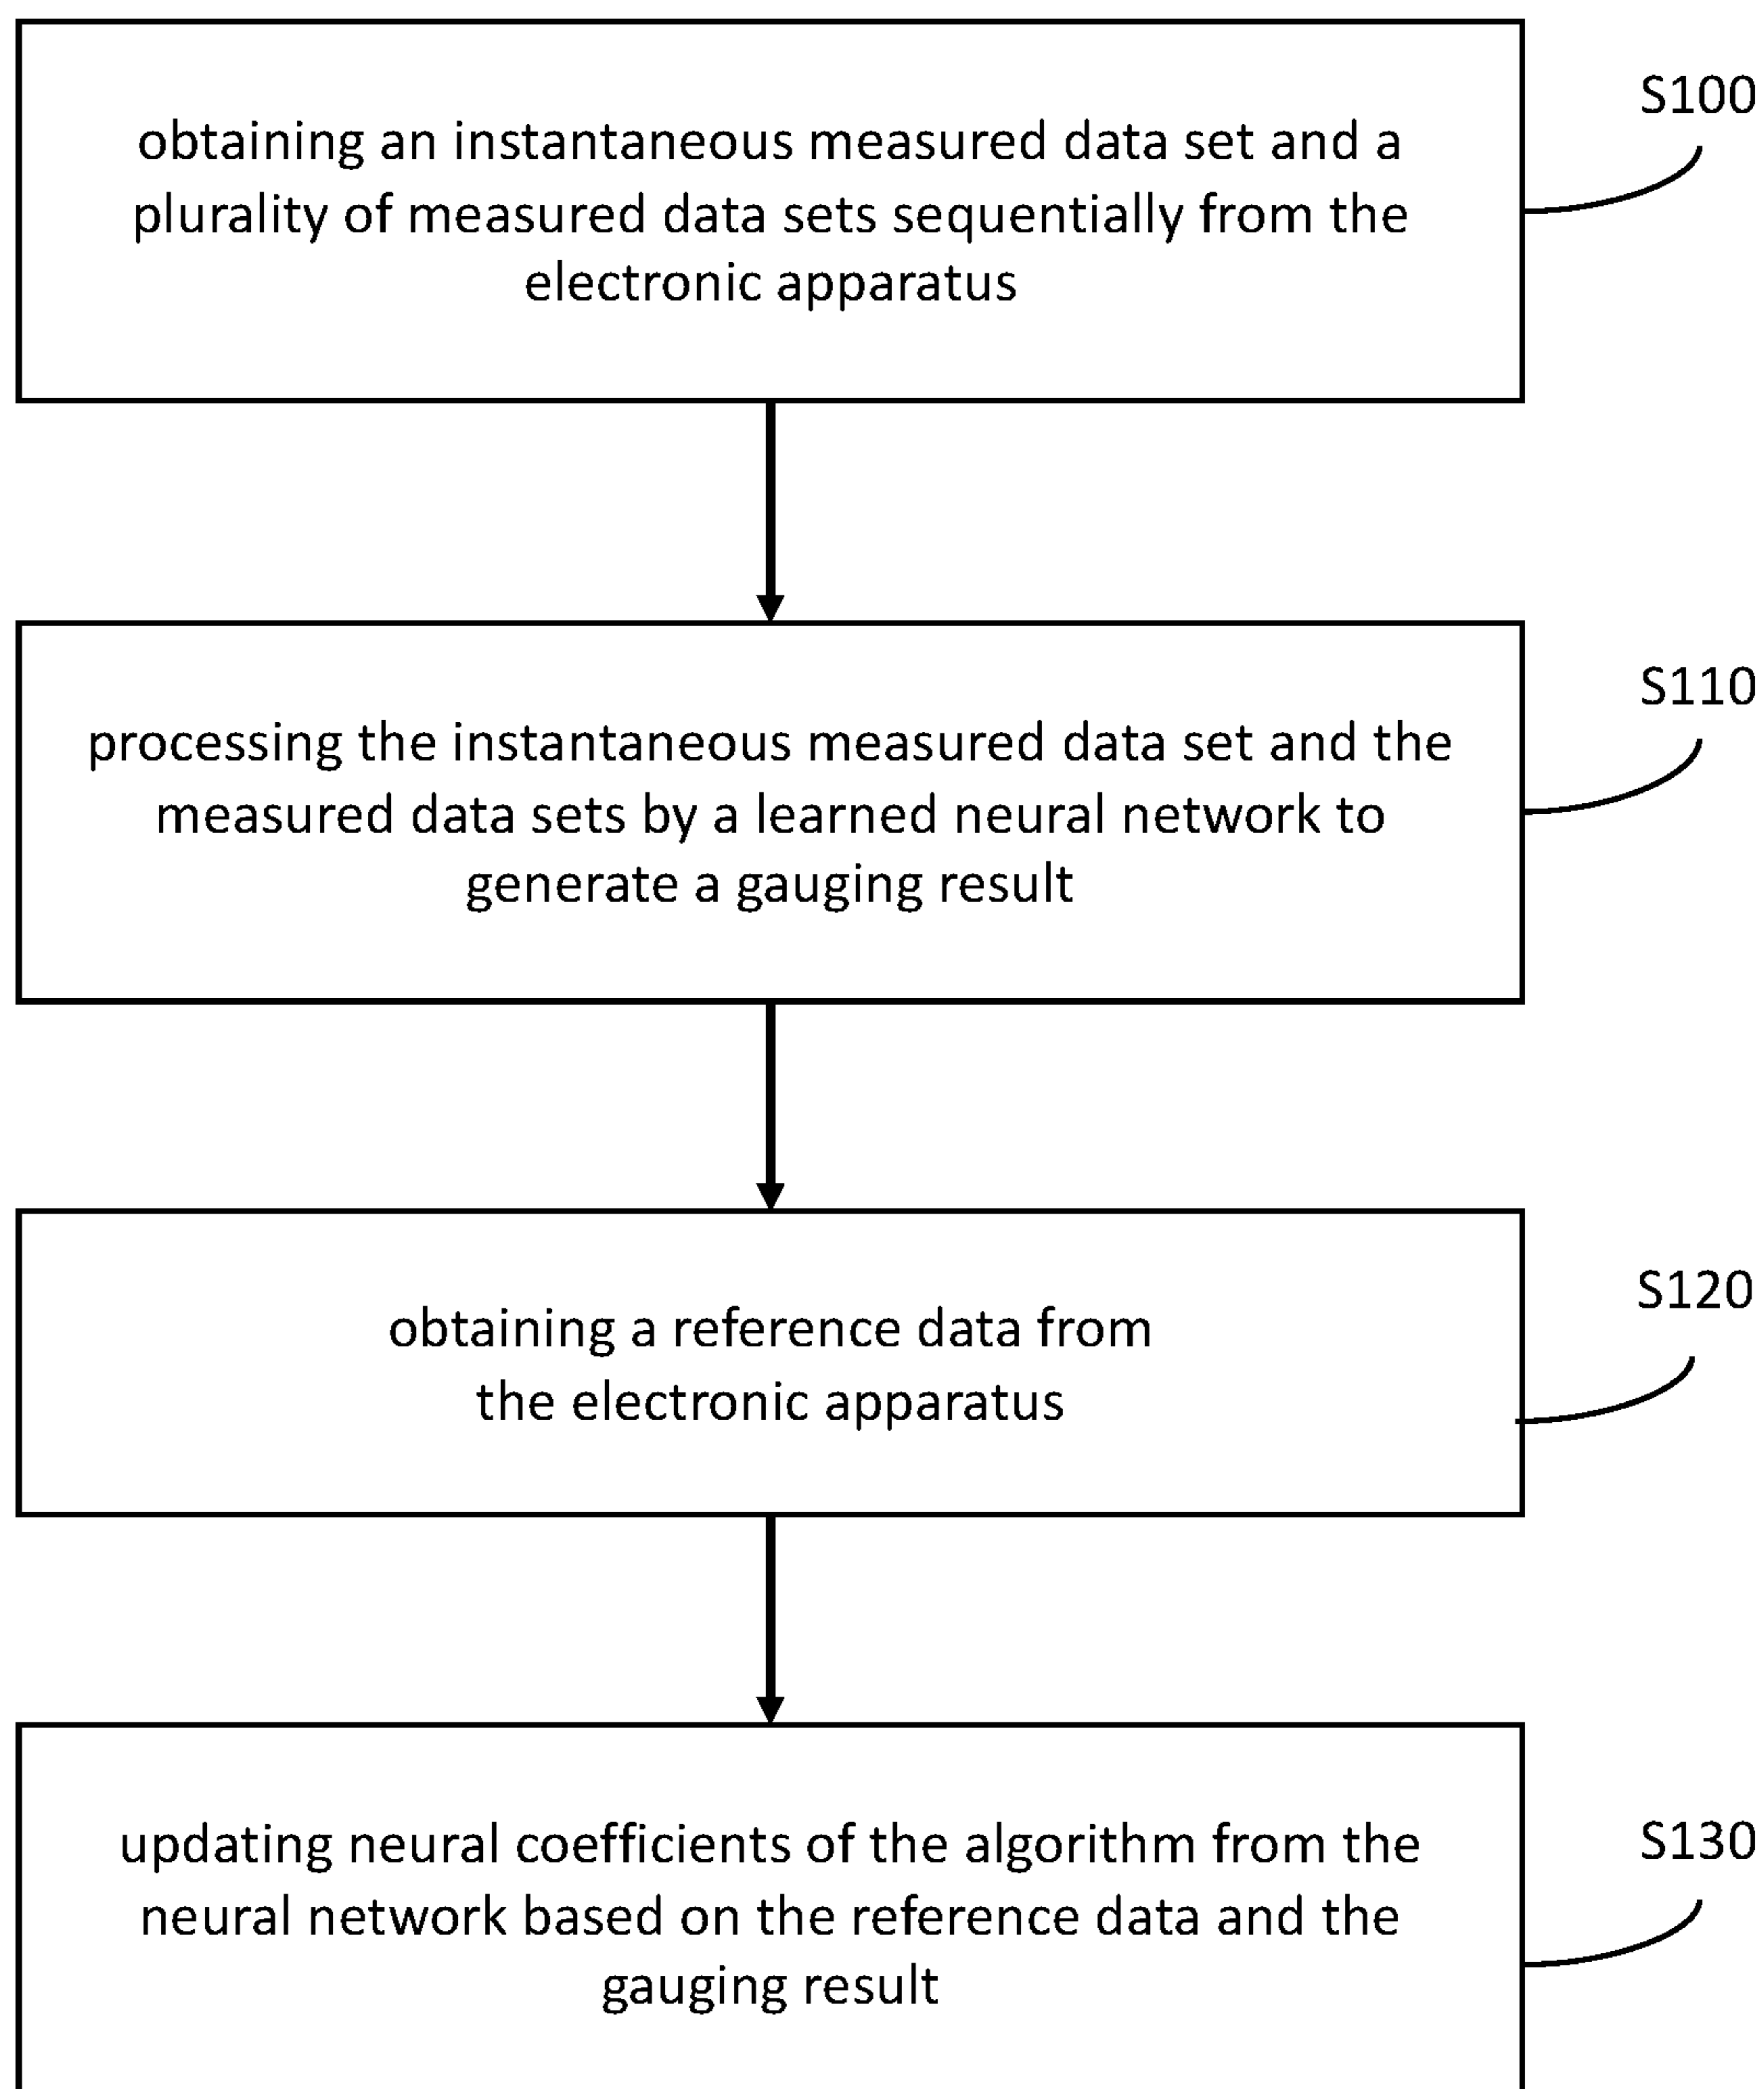 S100
obtaining an instantaneous measured data set and a
plurality of measured data sets sequentially from the
electronic apparatus
S110
processing the instantaneous measured data set and the
measured data sets by a learned neural network to
generate a gauging result
S120
obtaining a reference data from
the electronic apparatus
S130
updating neural coefficients of the algorithm from the
neural network based on the reference data and the
gauging result